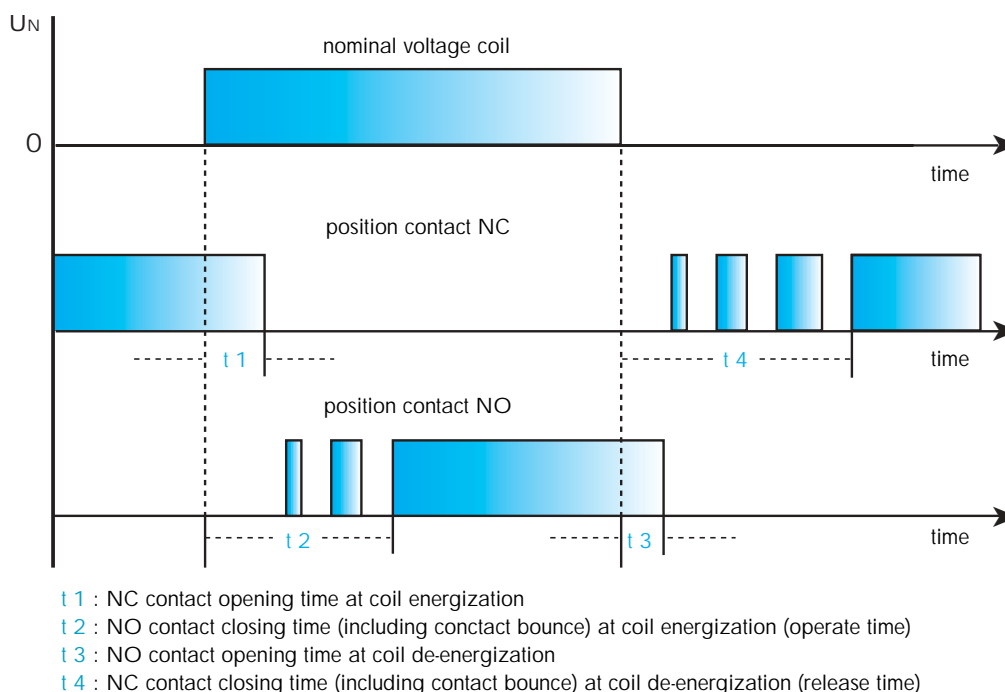 UN
nominal voltage coil
0
time
position contact NC
t 1
t 4
time
position contact NO
t 2
t 3
time
t 1 : NC contact opening time at coil energization
t 2 : NO contact closing time (including conctact bounce) at coil energization (operate time)
t 3 : NO contact opening time at coil de-energization
t 4 : NC contact closing time (including contact bounce) at coil de-energization (release time)